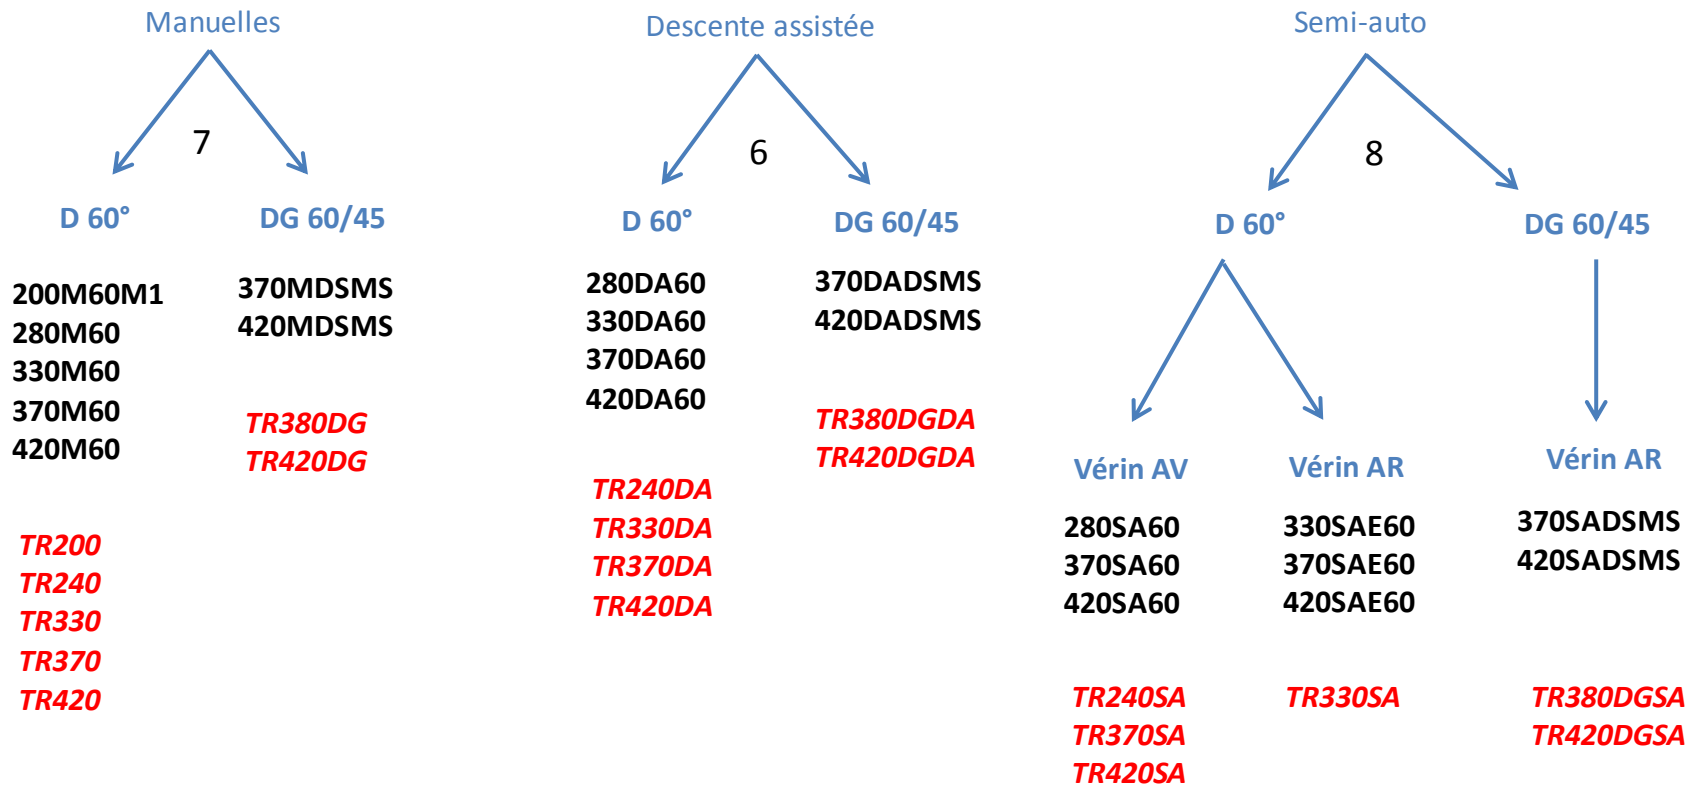 Manuelles
7
D 60°
DG 60/45
200M60M1
280M60
330M60
370M60
420M60
370MDSMS
420MDSMS
TR380DG
TR420DG
TR200
TR240
TR330
TR370
TR420
Descente assistée
6
D 60°
DG 60/45
280DA60
330DA60
370DA60
420DA60
370DADSMS
420DADSMS
TR380DGDA
TR420DGDA
TR240DA
TR330DA
TR370DA
TR420DA
Semi-auto
8
D 60°
DG 60/45
Vérin AV
Vérin AR
Vérin AR
280SA60
370SA60
420SA60
330SAE60
370SAE60
420SAE60
370SADSMS
420SADSMS
TR240SA
TR370SA
TR420SA
TR330SA
TR380DGSA
TR420DGSA